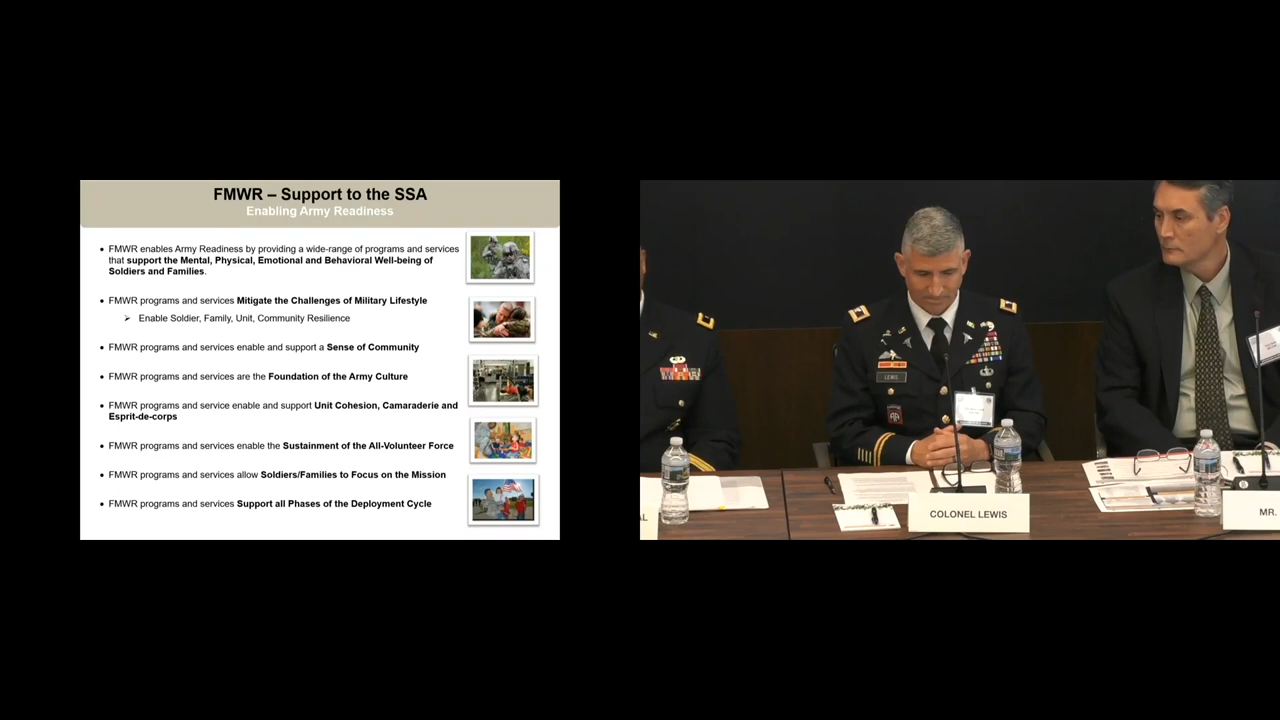 FMWR – Support to the SSA
Enabling Army Readiness
• FMWR enables Army Readiness by providing a wide-range of programs and services
that support the Mental, Physical, Emotional and Behavioral Well-being of
Soldiers and Families.
• FMWR programs and services Mitigate the Challenges of Military Lifestyle
➢ Enable Soldier, Family, Unit, Community Resilience
• FMWR programs and services enable and support a Sense of Community
• FMWR programs and services are the Foundation of the Army Culture
• FMWR programs and service enable and support Unit Cohesion, Camaraderie and
Esprit-de-corps
• FMWR programs and services enable the Sustainment of the All-Volunteer Force
• FMWR programs and services allow Soldiers/Families to Focus on the Mission
• FMWR programs and services Support all Phases of the Deployment Cycle
LEWIS
AL
COLONEL LEWIS
MR.